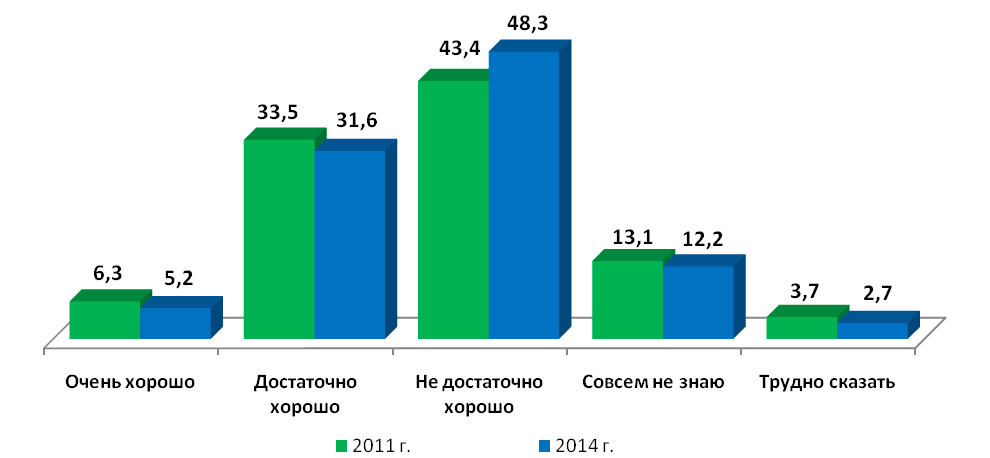 48,3
43,4
33,5
31,6
13,1
12,2
6,3
5,2
3,7
2,7
Очень хорошо
Достаточно
хорошо
Не достаточно
хорошо
Совсем не знаю
Трудно сказать
2011 г.
2014 г.